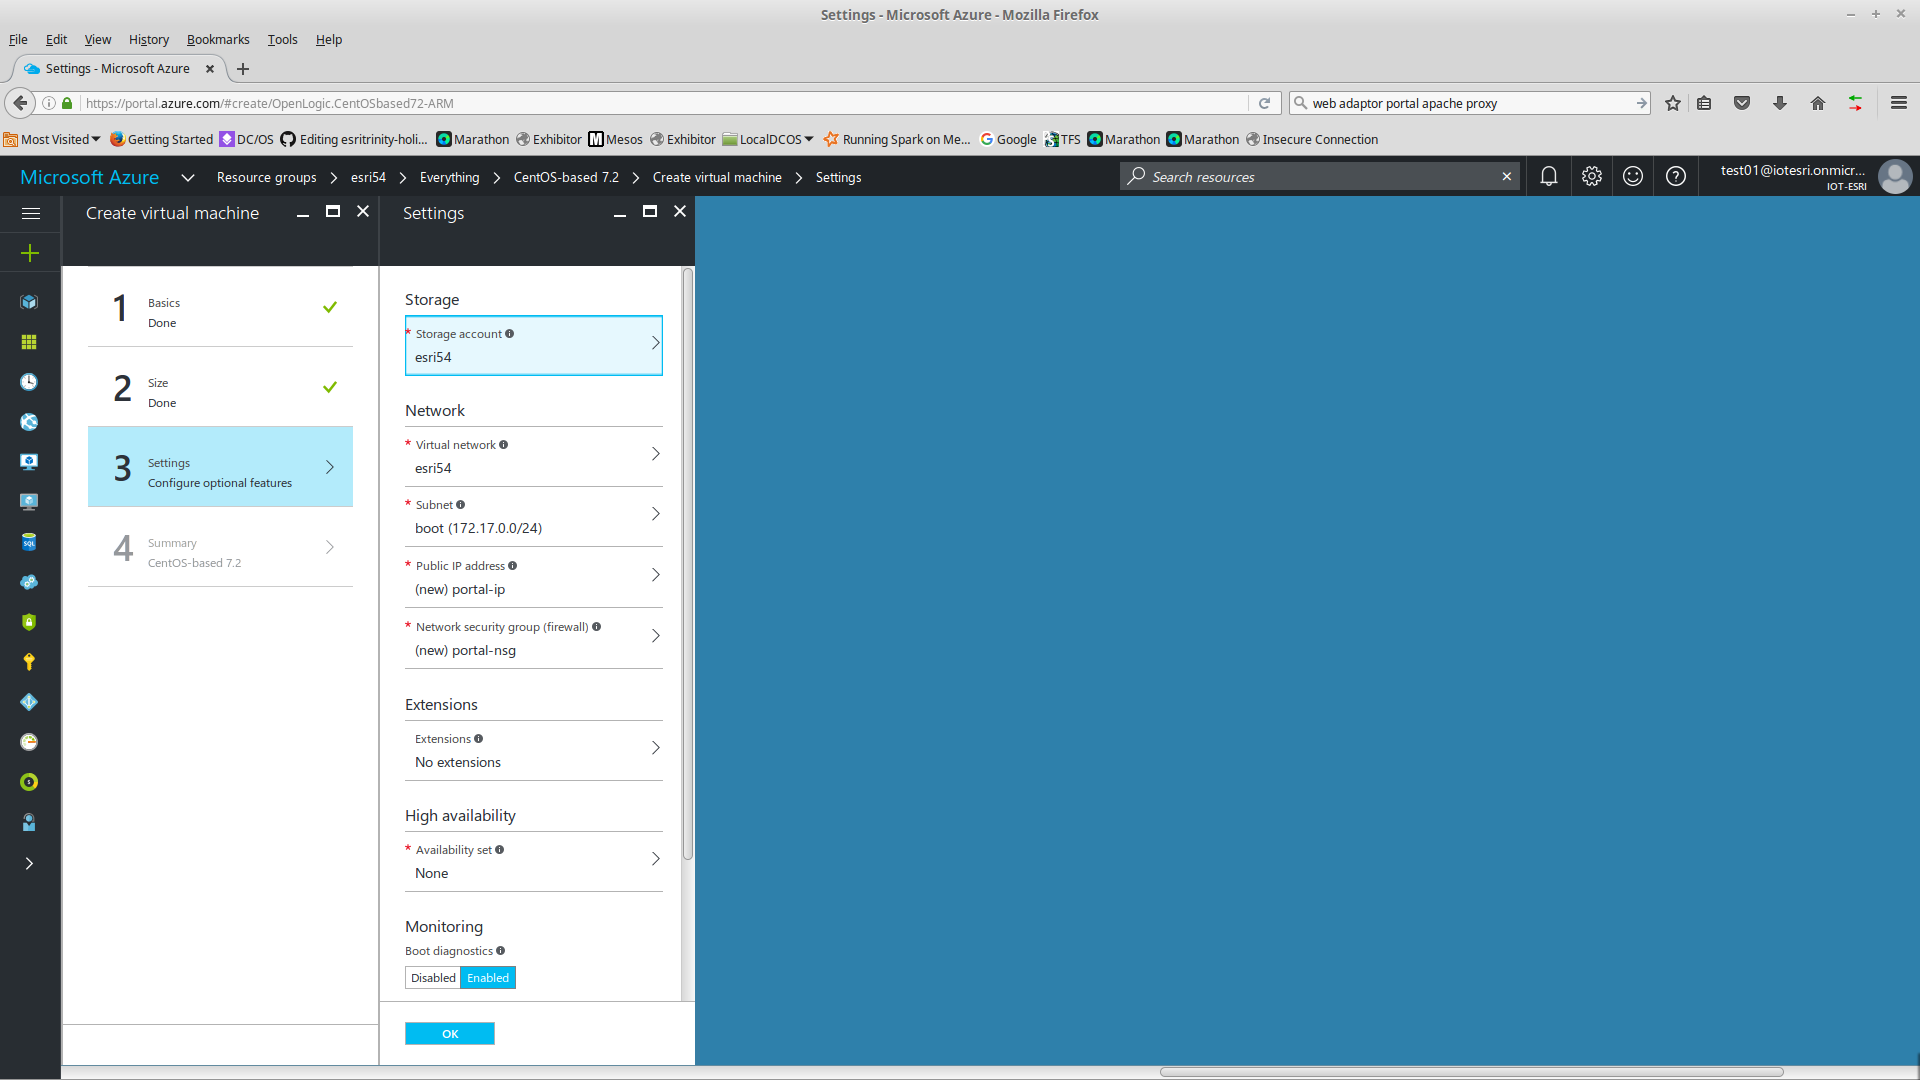 Settings - Microsoft Azure - Mozilla Firefox
File Edit View History Bookmarks Tools Help
Settings - Microsoft Azure
https://portal.azure.com/#create/OpenLogic.CentOSbased72-ARM
web adaptor portal apache proxy
Most Visited Getting Started DC/OS Editing esritrinity-holi... Marathon Exhibitor Mesos Exhibitor LocalDCOS Running Spark on Me... Google TFS Marathon Marathon Insecure Connection
Microsoft Azure Resource groups esri54 Everything CentOS-based 7.2 Create virtual machine Settings
Search resources
test01@iotesri.onmicr...
IOT-ESRI
Create virtual machine
1 Basics
Done
2 Size
Done
3 Settings
Configure optional features
4 Summary
CentOS-based 7.2
Settings
Storage
* Storage account
esri54
Network
* Virtual network
esri54
* Subnet
boot (172.17.0.0/24)
* Public IP address
(new) portal-ip
* Network security group (firewall)
(new) portal-nsg
Extensions
Extensions
No extensions
High availability
* Availability set
None
Monitoring
Boot diagnostics
Disabled Enabled
OK